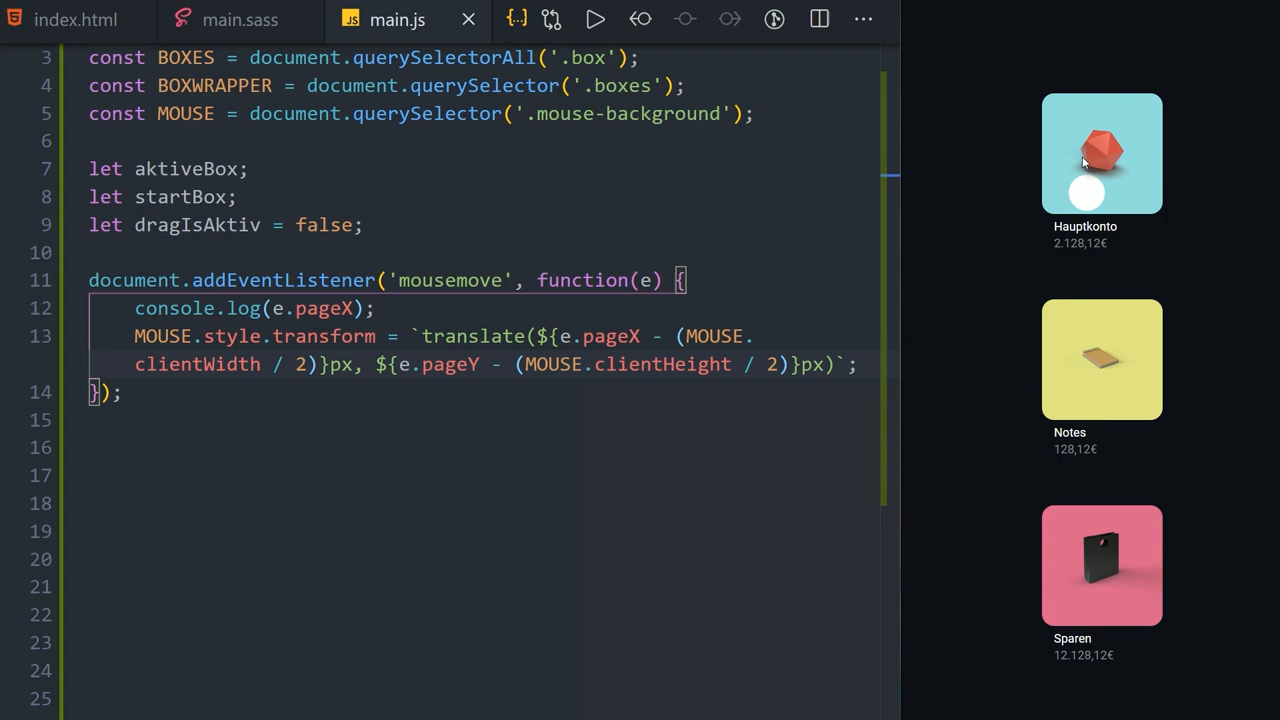 index.html main.sass JS main.js
3 const BOXES = document.querySelectorAll('.box');
4 const BOXWRAPPER = document.querySelector('.boxes');
5 const MOUSE = document.querySelector('.mouse-background');
6
7 let aktiveBox;
8 let startBox;
9 let dragIsAktiv = false;
10
11 document.addEventListener('mousemove', function(e) {
12 console.log(e.pageX);
13 MOUSE.style.transform = `translate(${e.pageX - (MOUSE.
clientWidth / 2)}px, ${e.pageY - (MOUSE.clientHeight / 2)}px)`;
14 });
15
16
17
18
19
20
21
22
23
24
25
Hauptkonto
2.128,12€
Notes
128,12€
Sparen
12.128,12€